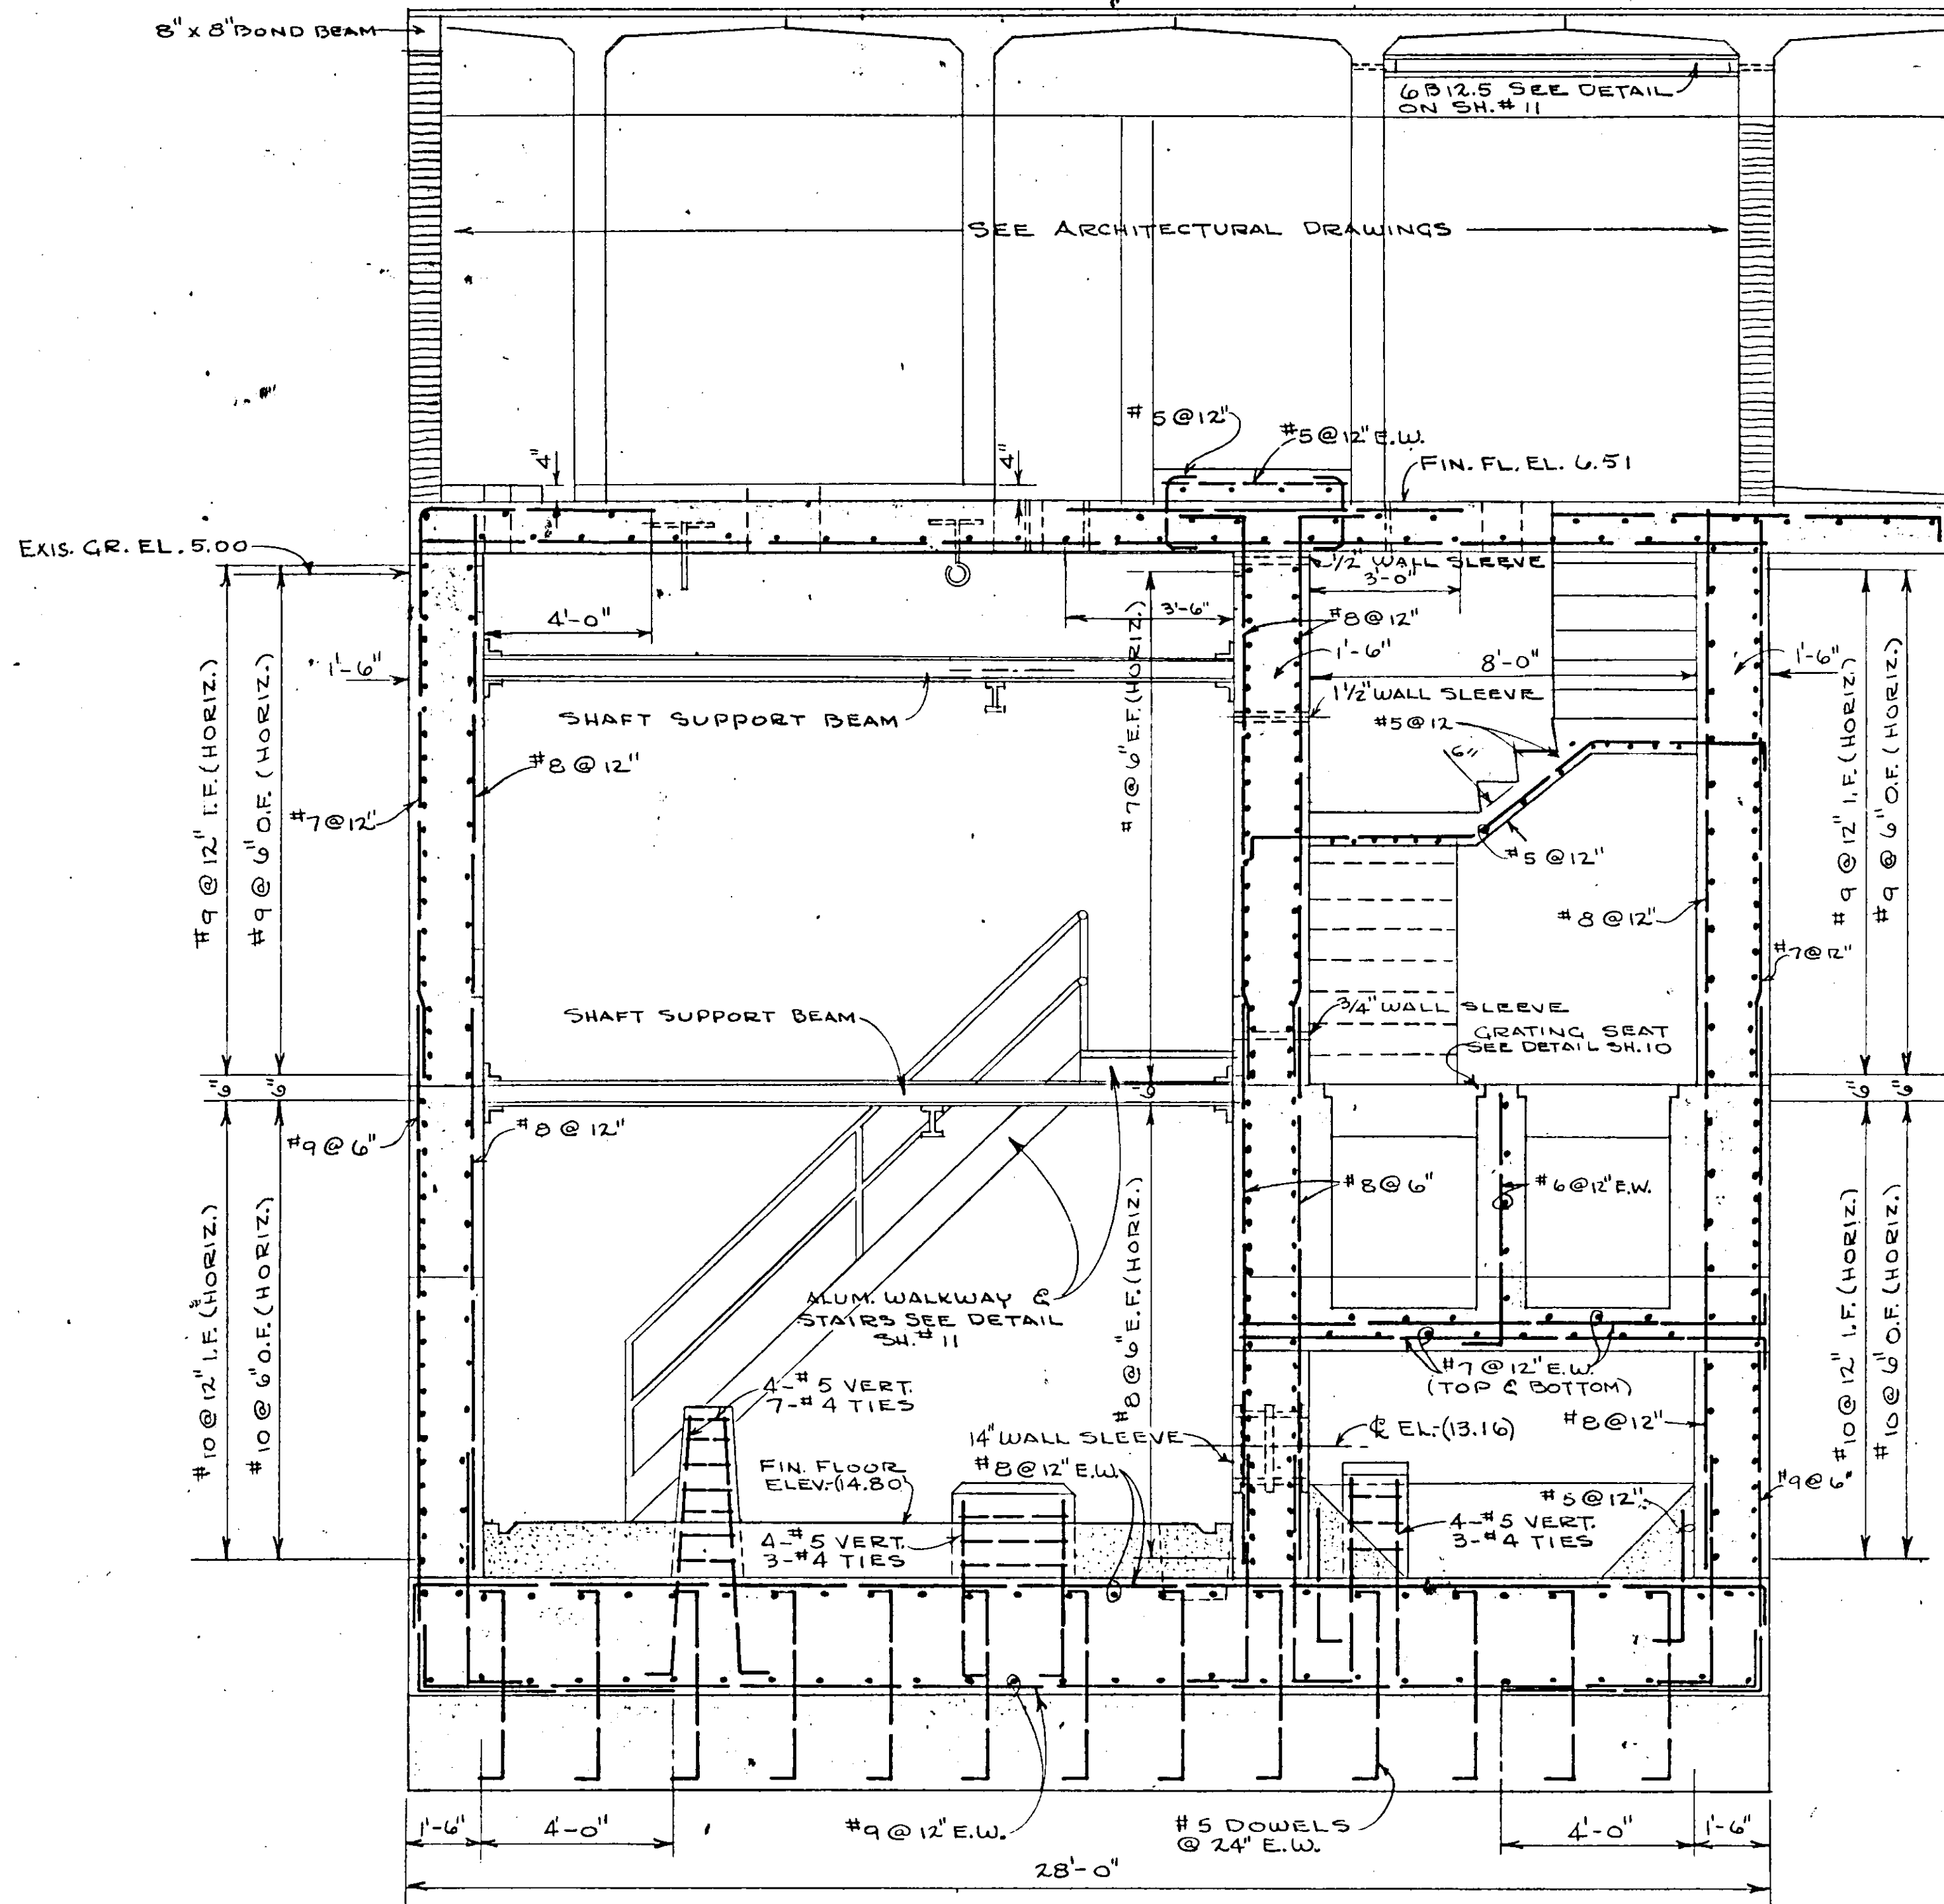 8" X 8" BOND BEAM
6 B 12.5 SEE DETAIL
ON SH. # 11
SEE ARCHITECTURAL DRAWINGS
# 5 @ 12"
#5 @ 12" E.W.
FIN. FL. EL. 6.51
4"
4"
EXIS. GR. EL. 5.00
1/2" WALL SLEEVE
3'-0"
4'-0"
3'-6"
#8 @ 12"
1'-6"
1'-6"
8'-0"
1'-6"
1 1/2" WALL SLEEVE
SHAFT SUPPORT BEAM
#5 @ 12
6"
#8 @ 12"
#7 @ 12"
#9 @ 12" I.F. (HORIZ.)
#9 @ 6" O.F. (HORIZ.)
#7 @ 6" E.F. (HORIZ.)
#5 @ 12"
#8 @ 12"
#7 @ 12"
#9 @ 12" I.F. (HORIZ.)
#9 @ 6" O.F. (HORIZ.)
SHAFT SUPPORT BEAM
3/4" WALL SLEEVE
GRATING SEAT
SEE DETAIL SH. 10
6"
6"
6"
6"
6"
#9 @ 6"
#8 @ 12"
#8 @ 6"
#6 @ 12" E.W.
#10 @ 12" I.F. (HORIZ.)
#10 @ 6" O.F. (HORIZ.)
#8 @ 6" E.F. (HORIZ.)
#10 @ 12" I.F. (HORIZ.)
#10 @ 6" O.F. (HORIZ.)
ALUM. WALKWAY &
STAIRS SEE DETAIL
SH. # 11
#7 @ 12" E.W.
(TOP & BOTTOM)
4-#5 VERT.
7-#4 TIES
14" WALL SLEEVE
℄ EL-(13.16)
#8 @ 12"
#8 @ 12" E.W.
FIN. FLOOR
ELEV-(14.80)
#9 @ 6"
#5 @ 12"
4-#5 VERT.
3-#4 TIES
4-#5 VERT.
3-#4 TIES
1'-6"
4'-0"
#9 @ 12" E.W.
#5 DOWELS
@ 24" E.W.
4'-0"
1'-6"
28'-0"